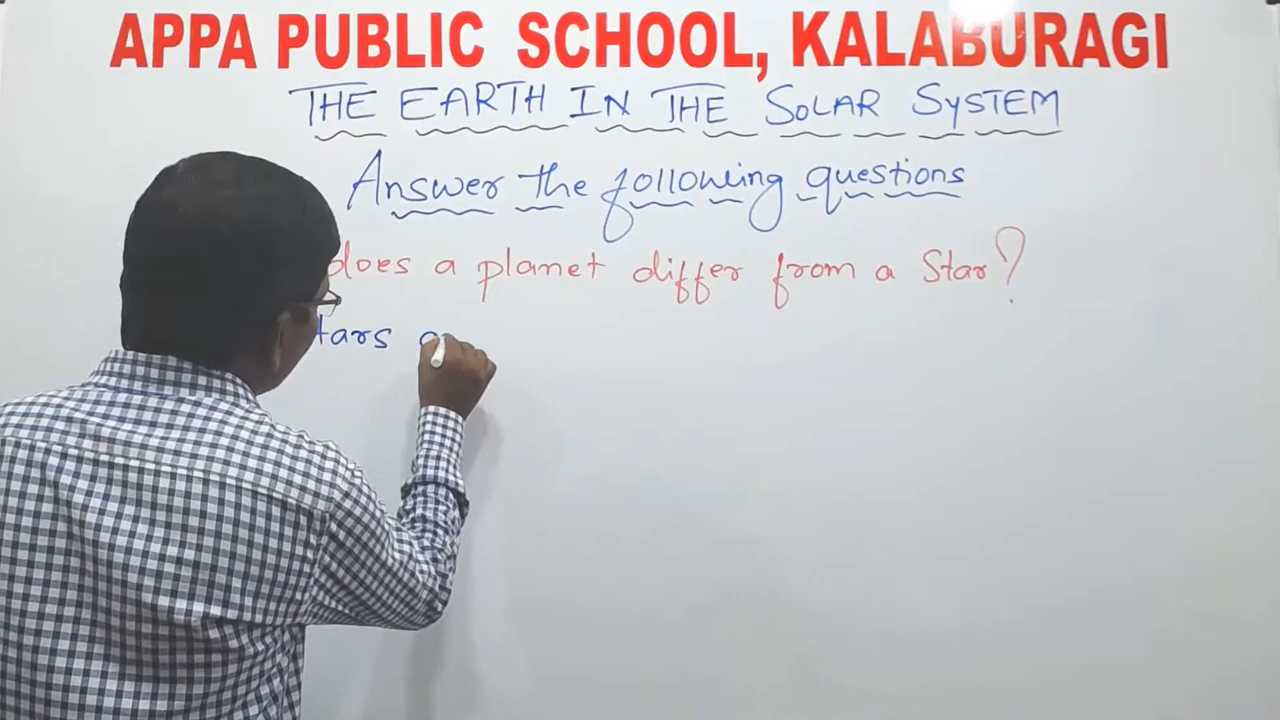 APPA PUBLIC SCHOOL, KALABURAGI
THE EARTH IN THE SOLAR SYSTEM
Answer the following questions
does a planet differ from a Star?
tars